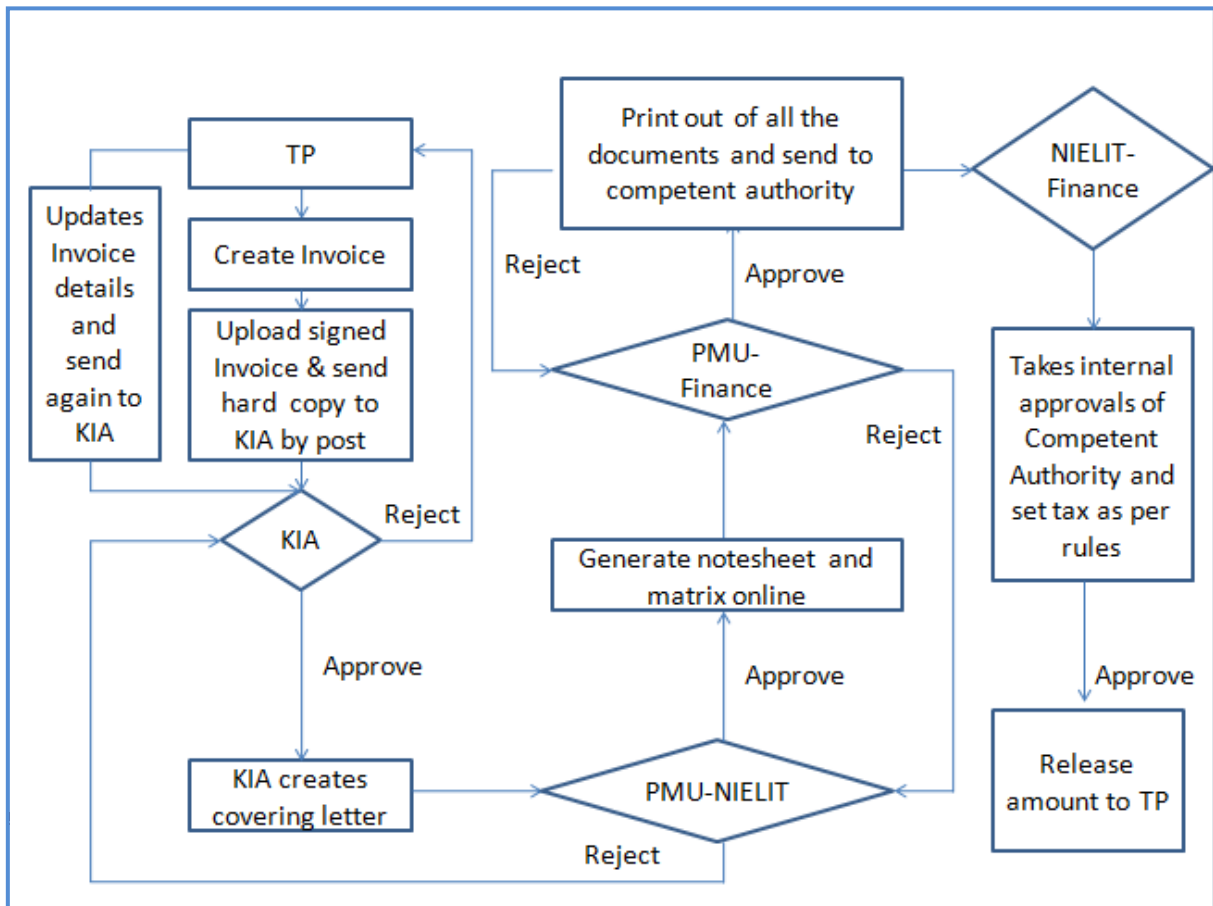 TP
Updates
Invoice
details
and
send
again to
KIA
Create Invoice
Upload signed
Invoice & send
hard copy to
KIA by post
KIA
Reject
Approve
KIA creates
covering letter
PMU-NIELIT
Reject
Approve
Generate notesheet and
matrix online
PMU-
Finance
Reject
Approve
Reject
Print out of all the
documents and send to
competent authority
NIELIT-
Finance
Takes internal
approvals of
Competent
Authority and
set tax as per
rules
Approve
Release
amount to TP